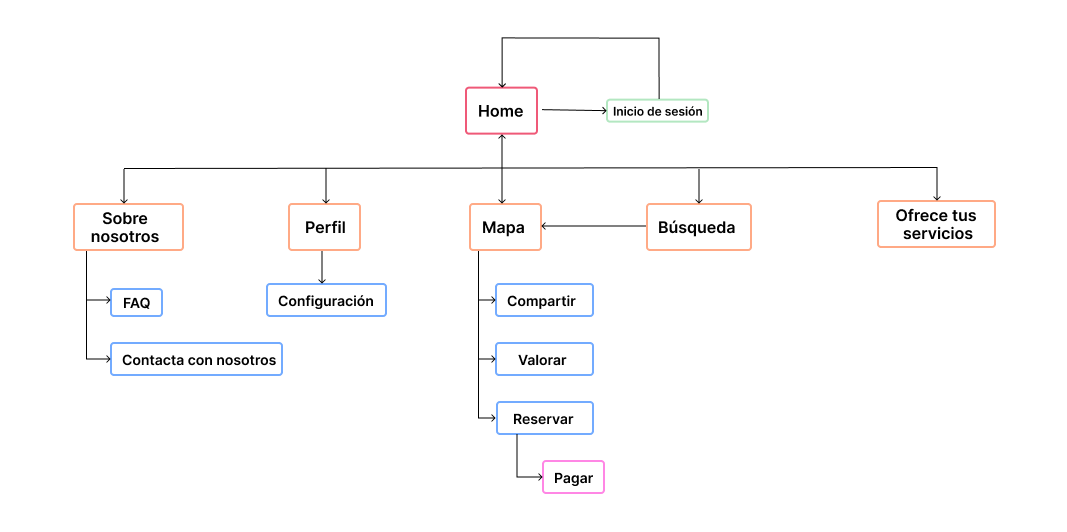 Home
Inicio de sesión
Sobre
nosotros
Perfil
Mapa
Búsqueda
Ofrece tus
servicios
FAQ
Configuración
Compartir
Contacta con nosotros
Valorar
Reservar
Pagar